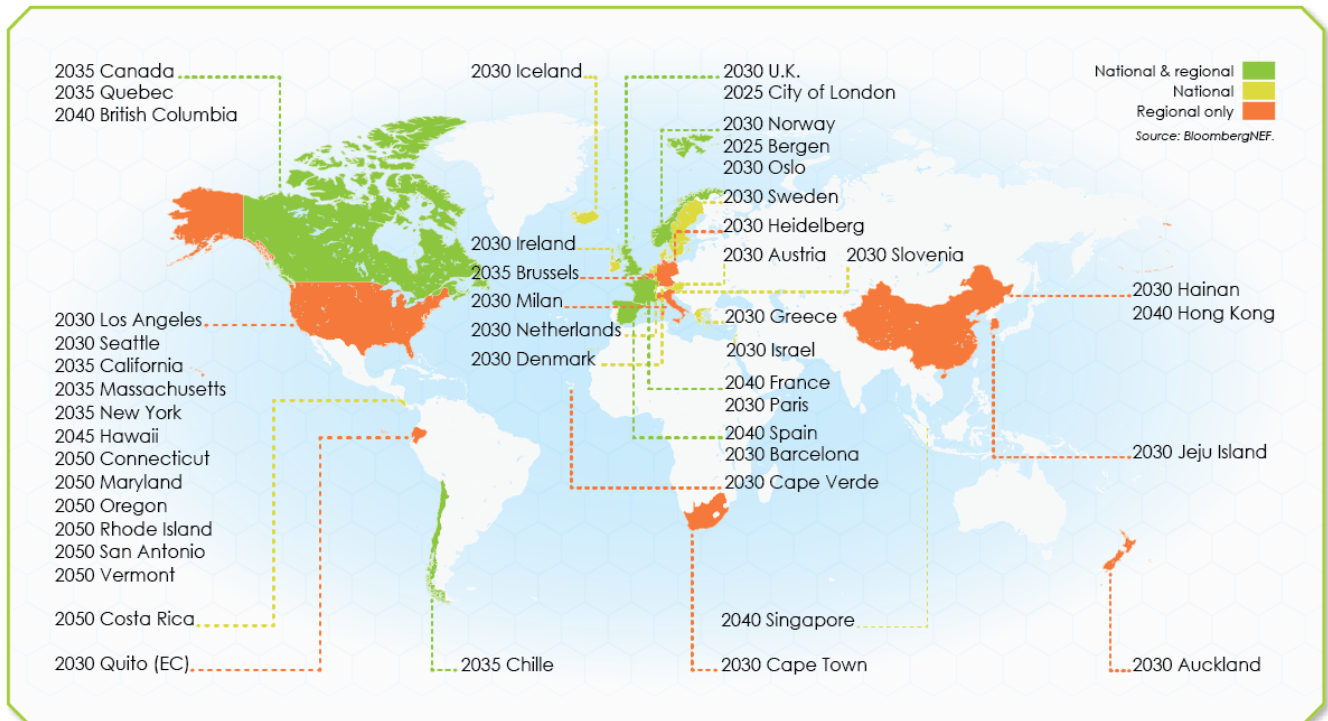 2035 Canada
2035 Quebec
2040 British Columbia
2030 Iceland
2030 U.K.
2025 City of London
2030 Norway
2025 Bergen
2030 Oslo
2030 Sweden
2030 Heidelberg
2030 Austria
2030 Slovenia
National & regional
National
Regional only
Source: BloombergNEF.
2030 Ireland
2035 Brussels
2030 Milan
2030 Netherlands
2030 Denmark
2030 Greece
2030 Israel
2040 France
2030 Paris
2040 Spain
2030 Barcelona
2030 Cape Verde
2030 Hainan
2040 Hong Kong
2030 Jeju Island
2030 Los Angeles
2030 Seattle
2035 California
2035 Massachusetts
2035 New York
2045 Hawaii
2050 Connecticut
2050 Maryland
2050 Oregon
2050 Rhode Island
2050 San Antonio
2050 Vermont
2050 Costa Rica
2030 Quito (EC)
2035 Chille
2040 Singapore
2030 Cape Town
2030 Auckland